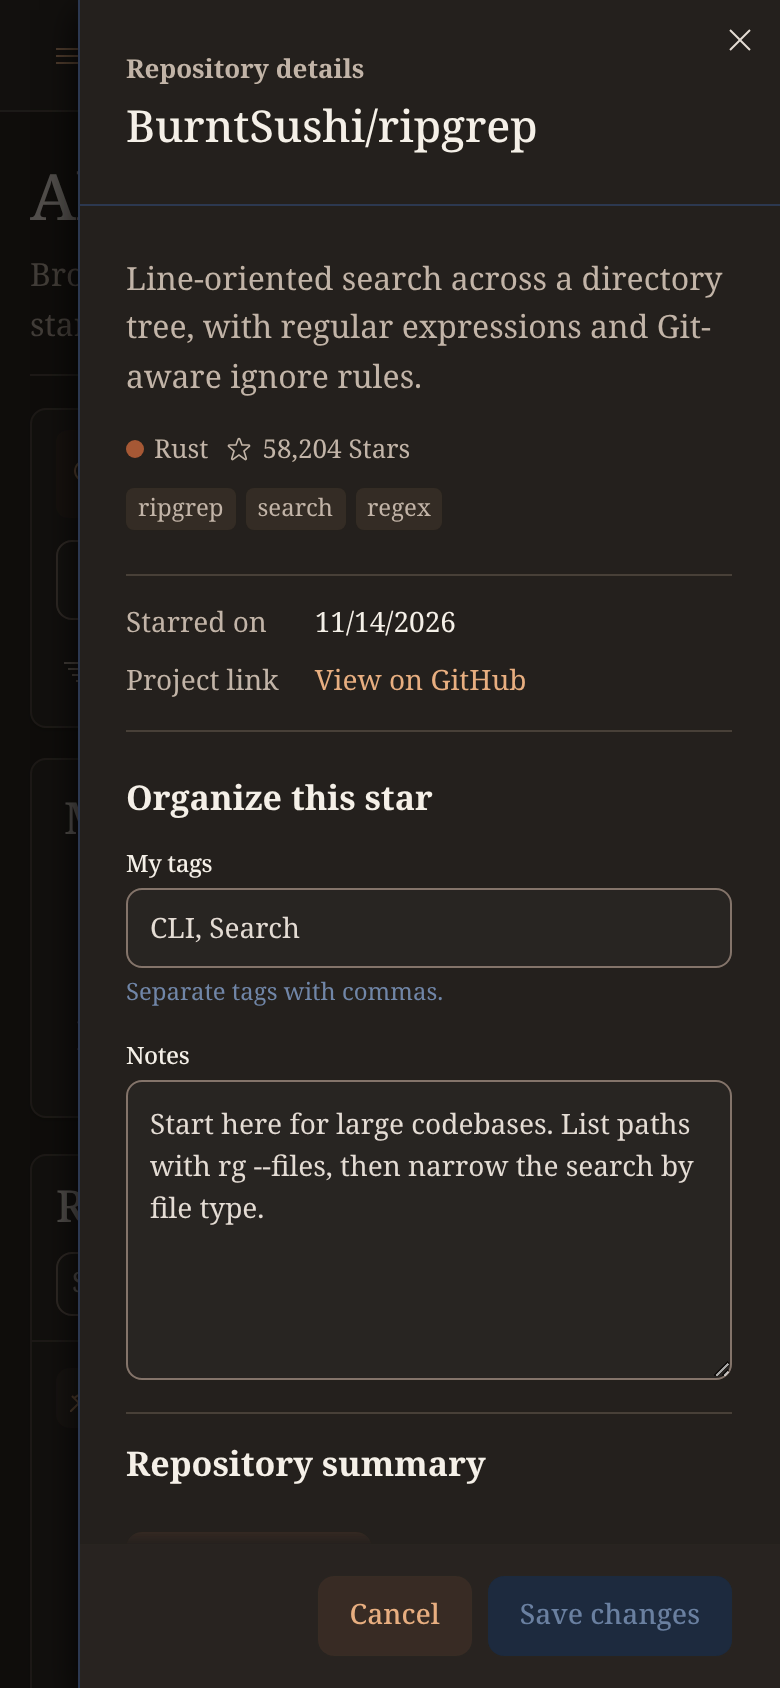 Repository details
BurntSushi/ripgrep
Line-oriented search across a directory
tree, with regular expressions and Git-
aware ignore rules.
Rust 58,204 Stars
ripgrep search regex
Starred on 11/14/2026
Project link View on GitHub
Organize this star
My tags
CLI, Search
Separate tags with commas.
Notes
Start here for large codebases. List paths
with rg --files, then narrow the search by
file type.
Repository summary
Cancel Save changes